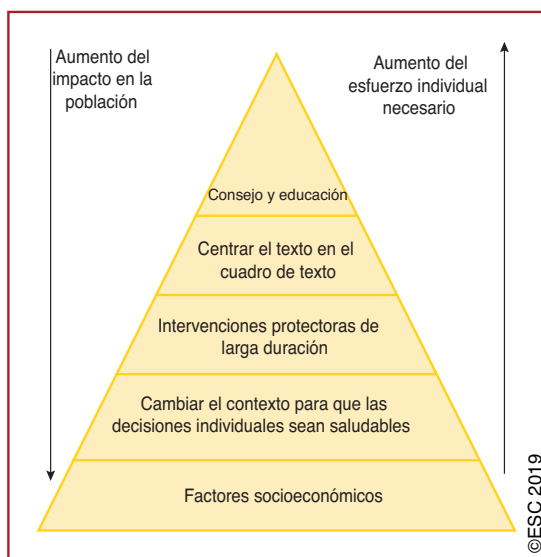 Aumento del
impacto en la
población
Aumento del
esfuerzo individual
necesario
Consejo y educación
Centrar el texto en el
cuadro de texto
Intervenciones protectoras de
larga duración
Cambiar el contexto para que las
decisiones individuales sean saludables
Factores socioeconómicos
©ESC 2019